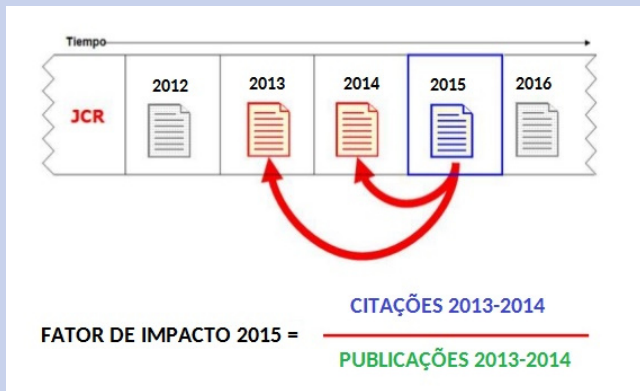 Tiempo
JCR
2012
2013
2014
2015
2016
FATOR DE IMPACTO 2015 =
CITAÇÕES 2013-2014
PUBLICAÇÕES 2013-2014